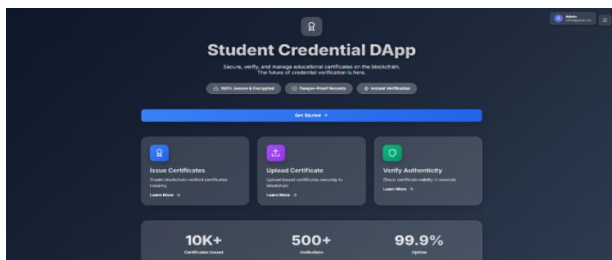 Admin
Student Credential DApp
Secure, verify, and manage educational certificates on the blockchain.
The future of credential verification is here.
100% Secure & Encrypted
Tamper-Proof Records
Instant Verification
Get Started →
Issue Certificates
Create blockchain-verified certificates
instantly
Learn More →
Upload Certificate
Upload issued certificates securely to
blockchain
Learn More →
Verify Authenticity
Check certificate validity in seconds
Learn More →
10K+
Certificates Issued
500+
Institutions
99.9%
Uptime